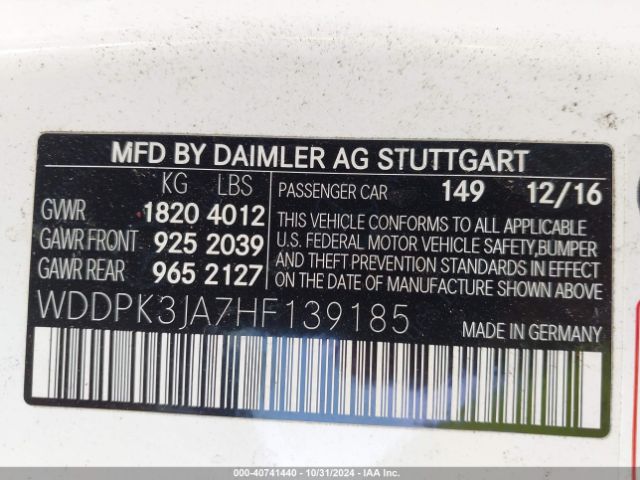 MFD BY DAIMLER AG STUTTGART
KG LBS
GVWR 1820 4012
GAWR FRONT 925 2039
GAWR REAR 965 2127
PASSENGER CAR 149 12/16
THIS VEHICLE CONFORMS TO ALL APPLICABLE
U.S. FEDERAL MOTOR VEHICLE SAFETY, BUMPER
AND THEFT PREVENTION STANDARDS IN EFFECT
ON THE DATE OF MANUFACTURE SHOWN ABOVE.
WDDPK3JA7HF139185 MADE IN GERMANY
000-40741440 - 10/31/2024 - IAA Inc.